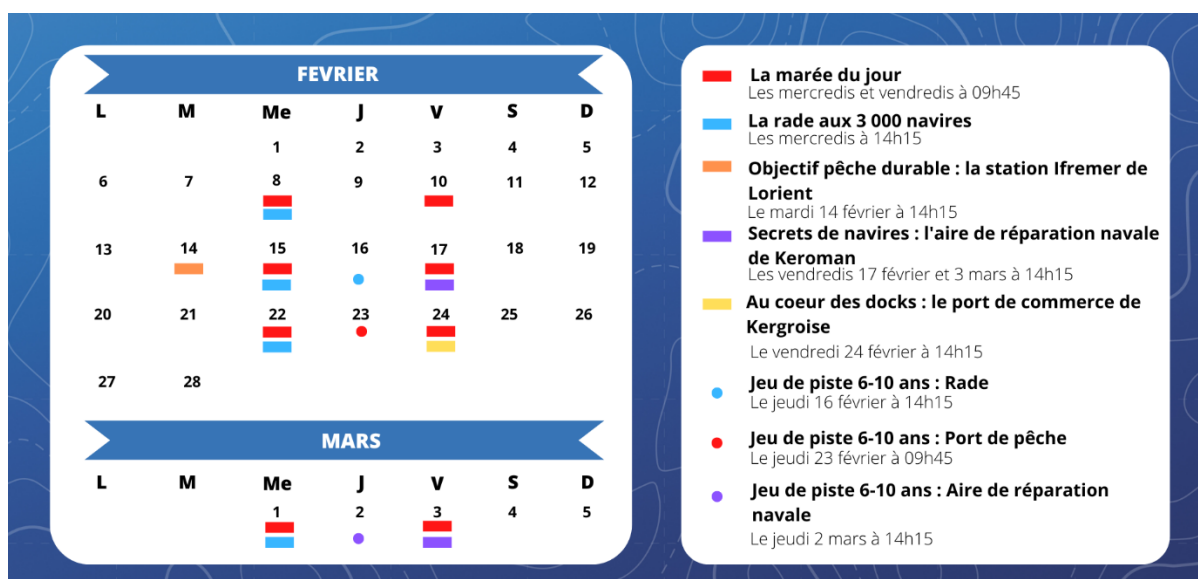 FEVRIER
L M Me J V S D
1 2 3 4 5
6 7 8 9 10 11 12
13 14 15 16 17 18 19
20 21 22 23 24 25 26
27 28
MARS
L M Me J V S D
1 2 3 4 5
La marée du jour
Les mercredis et vendredis à 09h45
La rade aux 3 000 navires
Les mercredis à 14h15
Objectif pêche durable : la station Ifremer de
Lorient
Le mardi 14 février à 14h15
Secrets de navires : l'aire de réparation navale
de Keroman
Les vendredis 17 février et 3 mars à 14h15
Au coeur des docks : le port de commerce de
Kergroise
Le vendredi 24 février à 14h15
Jeu de piste 6-10 ans : Rade
Le jeudi 16 février à 14h15
Jeu de piste 6-10 ans : Port de pêche
Le jeudi 23 février à 09h45
Jeu de piste 6-10 ans : Aire de réparation
navale
Le jeudi 2 mars à 14h15